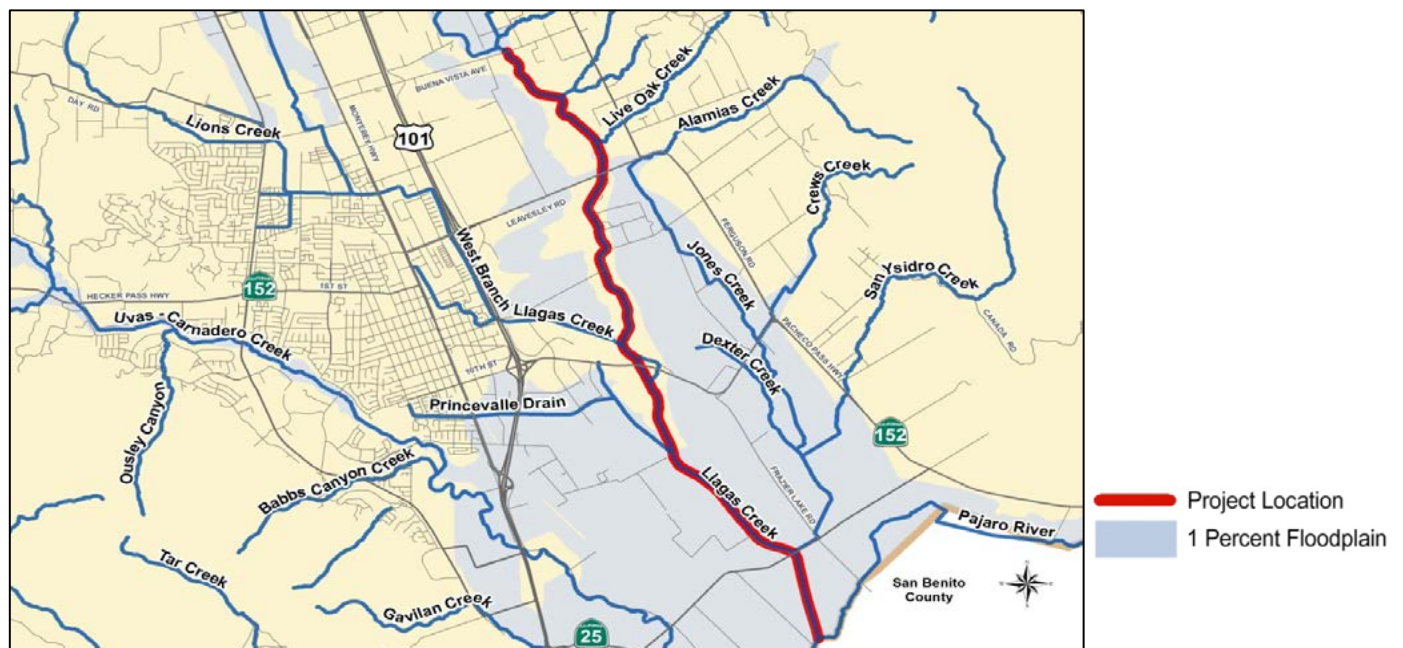 BUENA VISTA AVE
Live Oak Creek
DAY RD
Alamias Creek
Lions Creek
MONTEREY HWY
101
Crews Creek
LEAVESLEY RD
FERGUSON RD
West Branch
Llagas Creek
Jones Creek
San Ysidro Creek
CALIFORNIA
152
HECKER PASS HWY
1ST ST
Uvas - Carnadero Creek
CANADA RD
PACHECO PASS HWY
Dexter Creek
10TH ST
Princevalle Drain
Ousley Canyon
CALIFORNIA
152
Babbs Canyon Creek
Llagas Creek
FRAZIER LAKE RD
Pajaro River
Tar Creek
San Benito
County
Gavilan Creek
CALIFORNIA
25
Project Location
1 Percent Floodplain